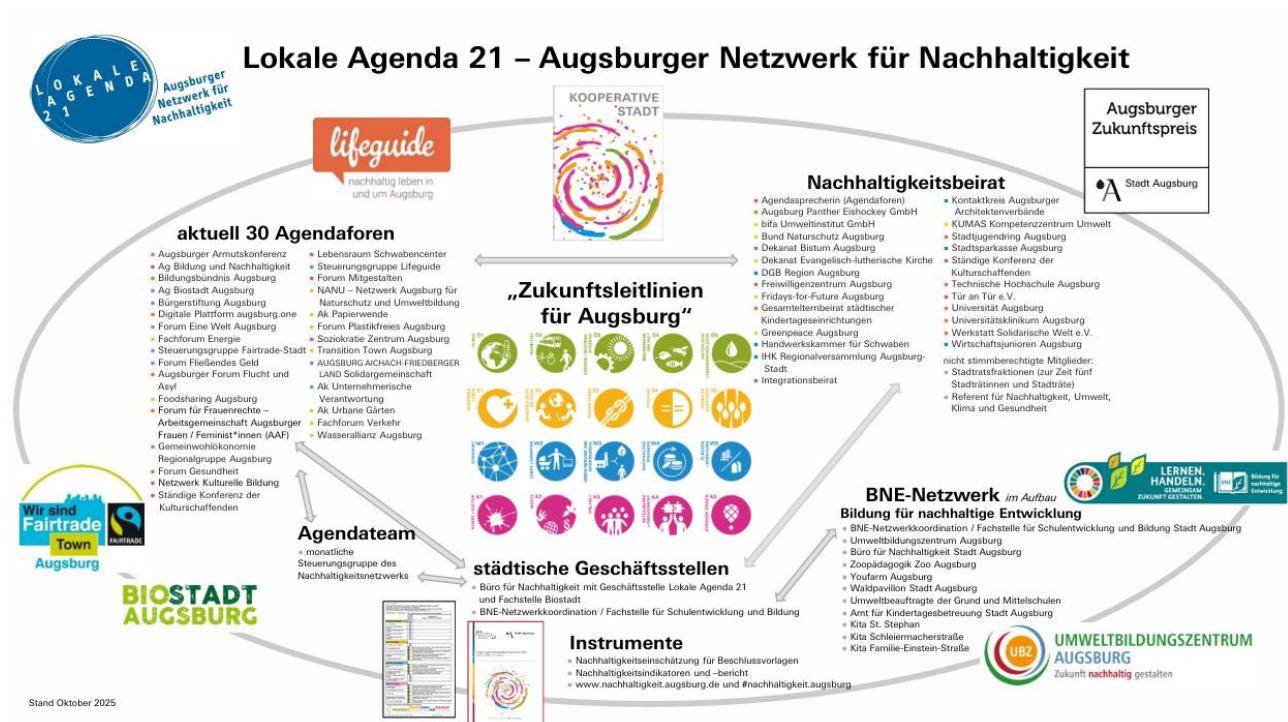 Lokale Agenda 21 – Augsburger Netzwerk für Nachhaltigkeit
LOKALE
AGENDA
21
Augsburger
Netzwerk für
Nachhaltigkeit
lifeguide
nachhaltig leben in
und um Augsburg
KOOPERATIVE
STADT
Augsburger
Zukunftspreis
Stadt Augsburg
aktuell 30 Agendaforen
Augsburger Armutskonferenz
Ag Bildung und Nachhaltigkeit
Bildungsbündnis Augsburg
Ag Biostadt Augsburg
Bürgerstiftung Augsburg
Digitale Plattform augsburg.one
Forum Eine Welt Augsburg
Fachforum Energie
Steuerungsgruppe Fairtrade-Stadt
Forum Fließendes Geld
Augsburger Forum Flucht und
Asyl
Foodsharing Augsburg
Forum für Frauenrechte –
Arbeitsgemeinschaft Augsburger
Frauen / Feminist*innen (AAF)
Gemeinwohlökonomie
Regionalgruppe Augsburg
Forum Gesundheit
Netzwerk Kulturelle Bildung
Ständige Konferenz der
Kulturschaffenden
Lebensraum Schwabencenter
Steuerungsgruppe Lifeguide
Forum Mitgestalten
NANU – Netzwerk Augsburg für
Naturschutz und Umweltbildung
Ak Papierwende
Forum Plastikfreies Augsburg
Soziokratie Zentrum Augsburg
Transition Town Augsburg
AUGSBURG AICHACH-FRIEDBERGER
LAND Solidargemeinschaft
Ak Unternehmerische
Verantwortung
Ak Urbane Gärten
Fachforum Verkehr
Wasserallianz Augsburg
„Zukunftsleitlinien
für Augsburg“
Nachhaltigkeitsbeirat
Agendasprecherin (Agendaforen)
Augsburg Panther Eishockey GmbH
bifa Umweltinstitut GmbH
Bund Naturschutz Augsburg
Dekanat Bistum Augsburg
Dekanat Evangelisch-lutherische Kirche
DGB Region Augsburg
Freiwilligenzentrum Augsburg
Fridays-for-Future Augsburg
Gesamtelternbeirat städtischer
Kindertageseinrichtungen
Greenpeace Augsburg
Handwerkskammer für Schwaben
IHK Regionalversammlung Augsburg-
Stadt
Integrationsbeirat
Kontaktkreis Augsburger
Architektenverbände
KUMAS Kompetenzzentrum Umwelt
Stadtjugendring Augsburg
Stadtsparkasse Augsburg
Ständige Konferenz der
Kulturschaffenden
Technische Hochschule Augsburg
Tür an Tür e.V.
Universität Augsburg
Universitätsklinikum Augsburg
Werkstatt Solidarische Welt e.V.
Wirtschaftsjunioren Augsburg
nicht stimmberechtigte Mitglieder:
Stadtratsfraktionen (zur Zeit fünf
Stadträtinnen und Stadträte)
Referent für Nachhaltigkeit, Umwelt,
Klima und Gesundheit
Wir sind
Fairtrade
Town
Augsburg
FAIRTRADE
BIOSTADT
AUGSBURG
Agendateam
monatliche
Steuerungsgruppe des
Nachhaltigkeitsnetzwerks
städtische Geschäftsstellen
Büro für Nachhaltigkeit mit Geschäftsstelle Lokale Agenda 21
und Fachstelle Biostadt
BNE-Netzwerkkoordination / Fachstelle für Schulentwicklung und Bildung
Instrumente
Nachhaltigkeitseinschätzung für Beschlussvorlagen
Nachhaltigkeitsindikatoren und –bericht
www.nachhaltigkeit.augsburg.de und #nachhaltigkeit.augsburg
LERNEN.
HANDELN.
GEMEINSAM
ZUKUNFT GESTALTEN.
BNE
Bildung für
nachhaltige
Entwicklung
BNE-Netzwerk im Aufbau
Bildung für nachhaltige Entwicklung
BNE-Netzwerkkoordination / Fachstelle für Schulentwicklung und Bildung Stadt Augsburg
Umweltbildungszentrum Augsburg
Büro für Nachhaltigkeit Stadt Augsburg
Zoopädagogik Zoo Augsburg
Youfarm Augsburg
Waldpavillon Stadt Augsburg
Umweltbeauftragte der Grund und Mittelschulen
Amt für Kindertagesbetreuung Stadt Augsburg
Kita St. Stephan
Kita Schleiermacherstraße
Kita Familie-Einstein-Straße
UBZ
UMWELTBILDUNGSZENTRUM
AUGSBURG
Zukunft nachhaltig gestalten
Stand Oktober 2025